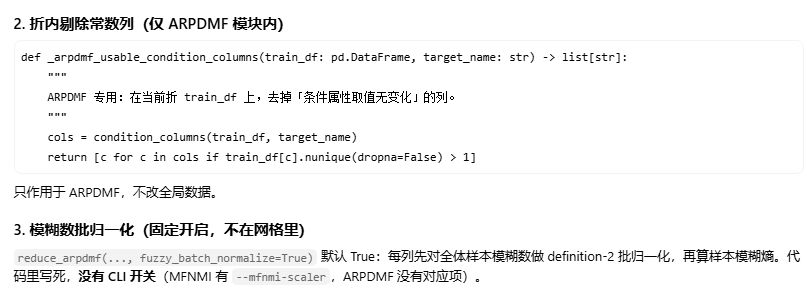 2. 折内剔除常数列（仅 ARPDMF 模块内）
def _arpdmf_usable_condition_columns(train_df: pd.DataFrame, target_name: str) -> list[str]:
    """
    ARPDMF 专用：在当前折 train_df 上，去掉「条件属性取值无变化」的列。
    """
    cols = condition_columns(train_df, target_name)
    return [c for c in cols if train_df[c].nunique(dropna=False) > 1]
只作用于 ARPDMF，不改全局数据。
3. 模糊数批归一化（固定开启，不在网格里）
reduce_arpdmf(..., fuzzy_batch_normalize=True) 默认 True：每列先对全体样本模糊数做 definition-2 批归一化，再算样本模糊熵。代
码里写死，没有 CLI 开关（MFNMI 有 --mfnmi-scaler，ARPDMF 没有对应项）。